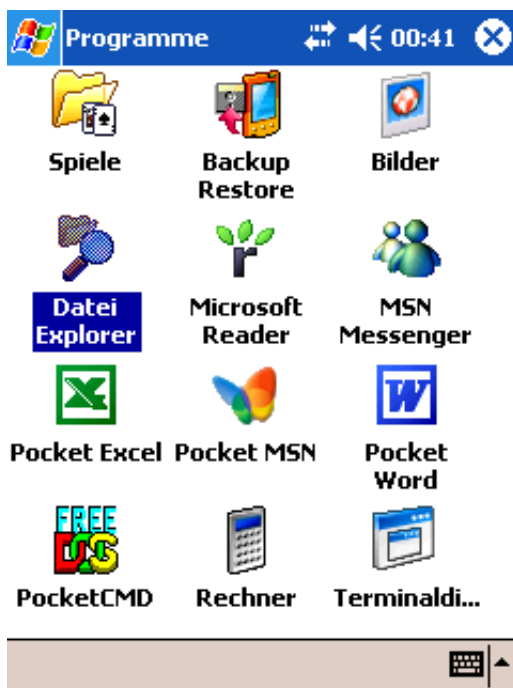 Programme 00:41
Spiele
Backup
Restore
Bilder
Datei
Explorer
Microsoft
Reader
MSN
Messenger
X
Pocket Excel
Pocket MSN
W
Pocket
Word
FREE
DOS
PocketCMD
Rechner
Terminaldi...